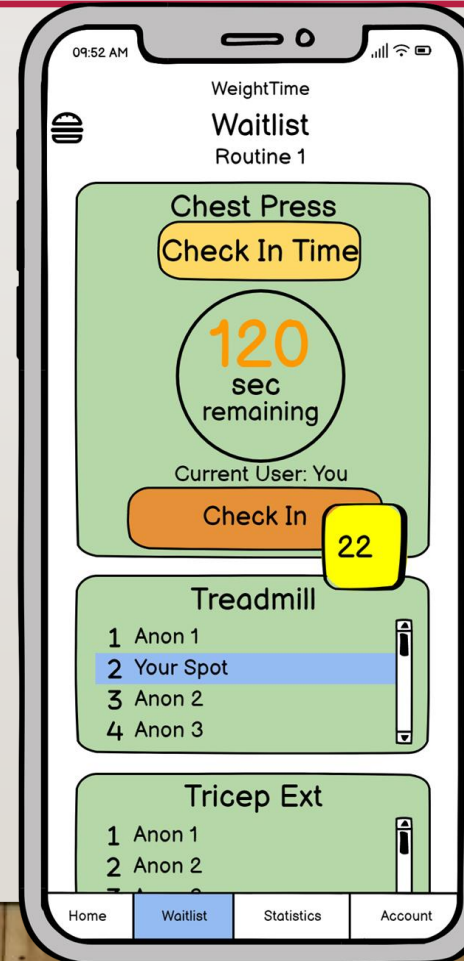 09:52 AM
WeightTime
Waitlist
Routine 1
Chest Press
Check In Time
120
sec
remaining
Current User: You
Check In
22
Treadmill
1 Anon 1
2 Your Spot
3 Anon 2
4 Anon 3
Tricep Ext
1 Anon 1
2 Anon 2
Home Waitlist Statistics Account